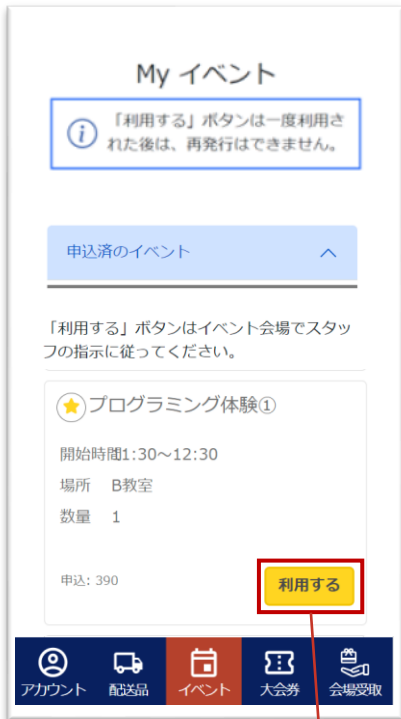 My イベント
「利用する」ボタンは一度利用さ
れた後は、再発行はできません。
申込済のイベント
「利用する」ボタンはイベント会場でスタッ
フの指示に従ってください。
プログラミング体験①
開始時間1:30～12:30
場所 B教室
数量 1
申込: 390
利用する
アカウント 配送品 イベント 大会券 会場受取